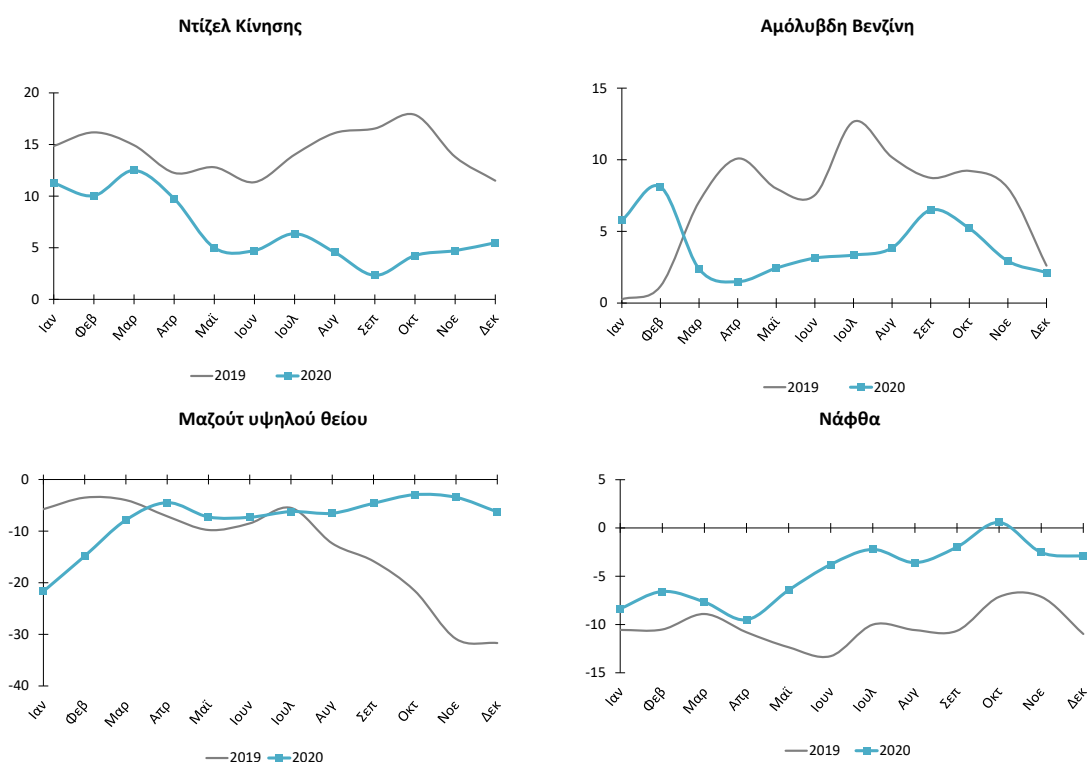 Ντίζελ Κίνησης
20
15
10
5
0
Ιαν Φεβ Μαρ Απρ Μαϊ Ιουν Ιουλ Αυγ Σεπ Οκτ Νοε Δεκ
2019 2020
Αμόλυβδη Βενζίνη
15
10
5
0
Ιαν Φεβ Μαρ Απρ Μαϊ Ιουν Ιουλ Αυγ Σεπ Οκτ Νοε Δεκ
2019 2020
Μαζούτ υψηλού θείου
0
-10
-20
-30
-40
Ιαν Φεβ Μαρ Απρ Μαϊ Ιουν Ιουλ Αυγ Σεπ Οκτ Νοε Δεκ
2019 2020
Νάφθα
5
0
-5
-10
-15
Ιαν Φεβ Μαρ Απρ Μαϊ Ιουν Ιουλ Αυγ Σεπ Οκτ Νοε Δεκ
2019 2020